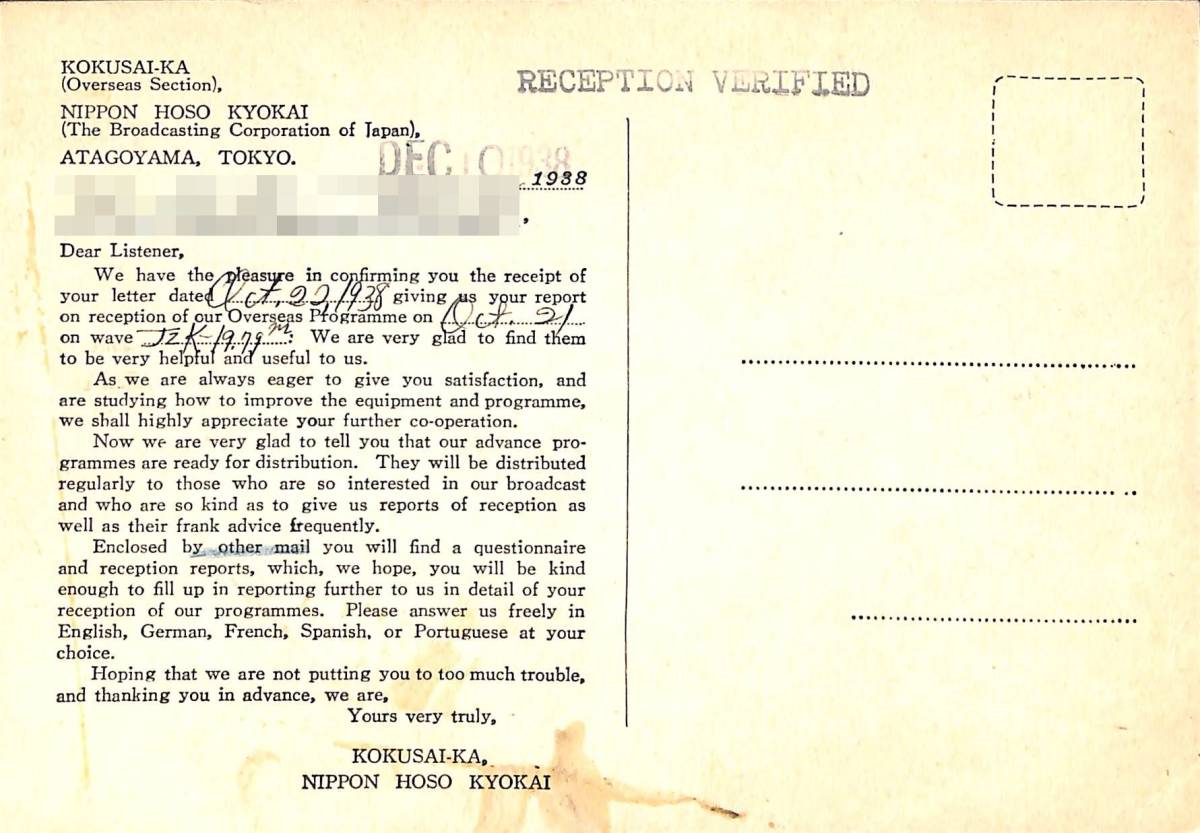 KOKUSAI-KA
(Overseas Section),
NIPPON HOSO KYOKAI
(The Broadcasting Corporation of Japan),
ATAGOYAMA, TOKYO.
RECEPTION VERIFIED
DEC 10 1938
, 1938
,
Dear Listener,
We have the pleasure in confirming you the receipt of
your letter dated Oct. 22, 1938 giving us your report
on reception of our Overseas Programme on Oct. 21
on wave JZK-19.79m. We are very glad to find them
to be very helpful and useful to us.
As we are always eager to give you satisfaction, and
are studying how to improve the equipment and programme,
we shall highly appreciate your further co-operation.
Now we are very glad to tell you that our advance pro-
grammes are ready for distribution. They will be distributed
regularly to those who are so interested in our broadcast
and who are so kind as to give us reports of reception as
well as their frank advice frequently.
Enclosed by other mail you will find a questionnaire
and reception reports, which, we hope, you will be kind
enough to fill up in reporting further to us in detail of your
reception of our programmes. Please answer us freely in
English, German, French, Spanish, or Portuguese at your
choice.
Hoping that we are not putting you to too much trouble,
and thanking you in advance, we are,
Yours very truly,
KOKUSAI-KA,
NIPPON HOSO KYOKAI